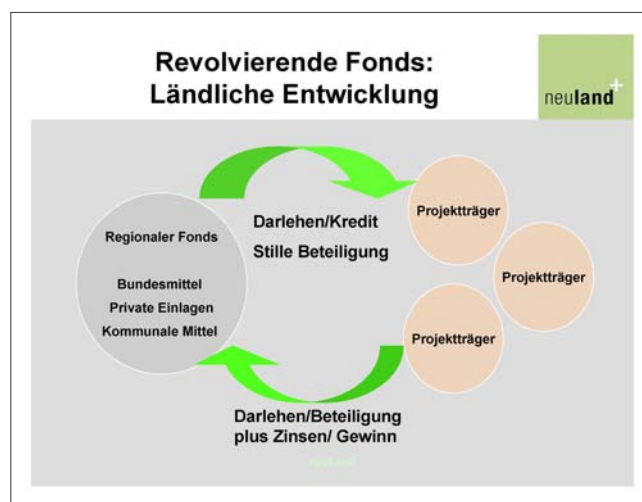 Revolvierende Fonds:
Ländliche Entwicklung
neuland+
Regionaler Fonds
Bundesmittel
Private Einlagen
Kommunale Mittel
Darlehen/Kredit
Stille Beteiligung
Projektträger
Projektträger
Projektträger
Darlehen/Beteiligung
plus Zinsen/ Gewinn